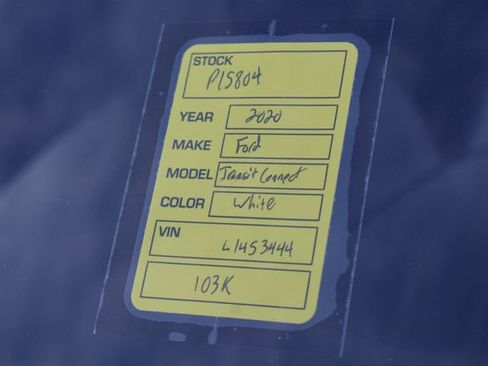 STOCK
P15804
YEAR 2020
MAKE Ford
MODEL Transit Connect
COLOR White
VIN
L1453444
103K